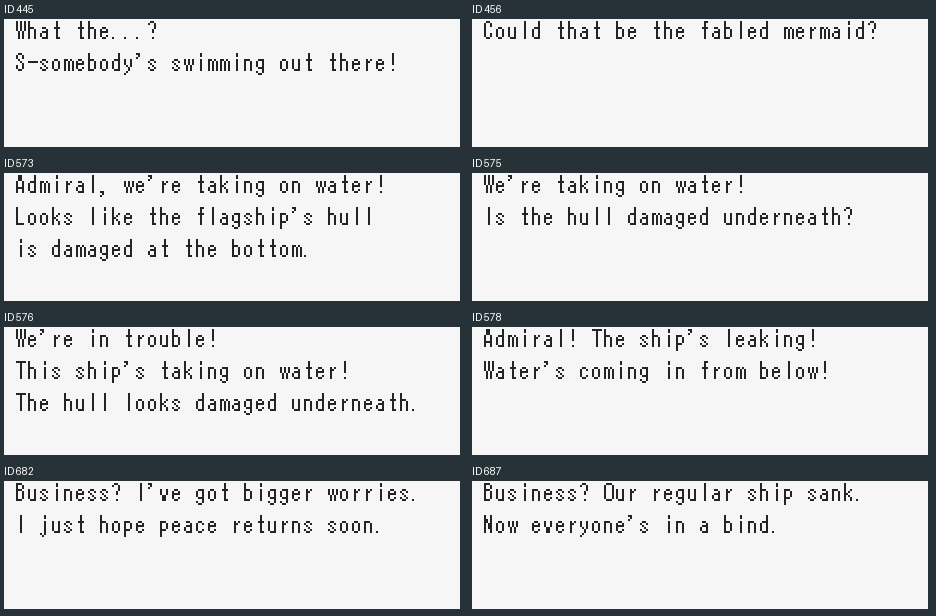 ID445
What the...?
S-somebody's swimming out there!
ID456
Could that be the fabled mermaid?
ID573
Admiral, we're taking on water!
Looks like the flagship's hull
is damaged at the bottom.
ID575
We're taking on water!
Is the hull damaged underneath?
ID576
We're in trouble!
This ship's taking on water!
The hull looks damaged underneath.
ID578
Admiral! The ship's leaking!
Water's coming in from below!
ID682
Business? I've got bigger worries.
I just hope peace returns soon.
ID687
Business? Our regular ship sank.
Now everyone's in a bind.